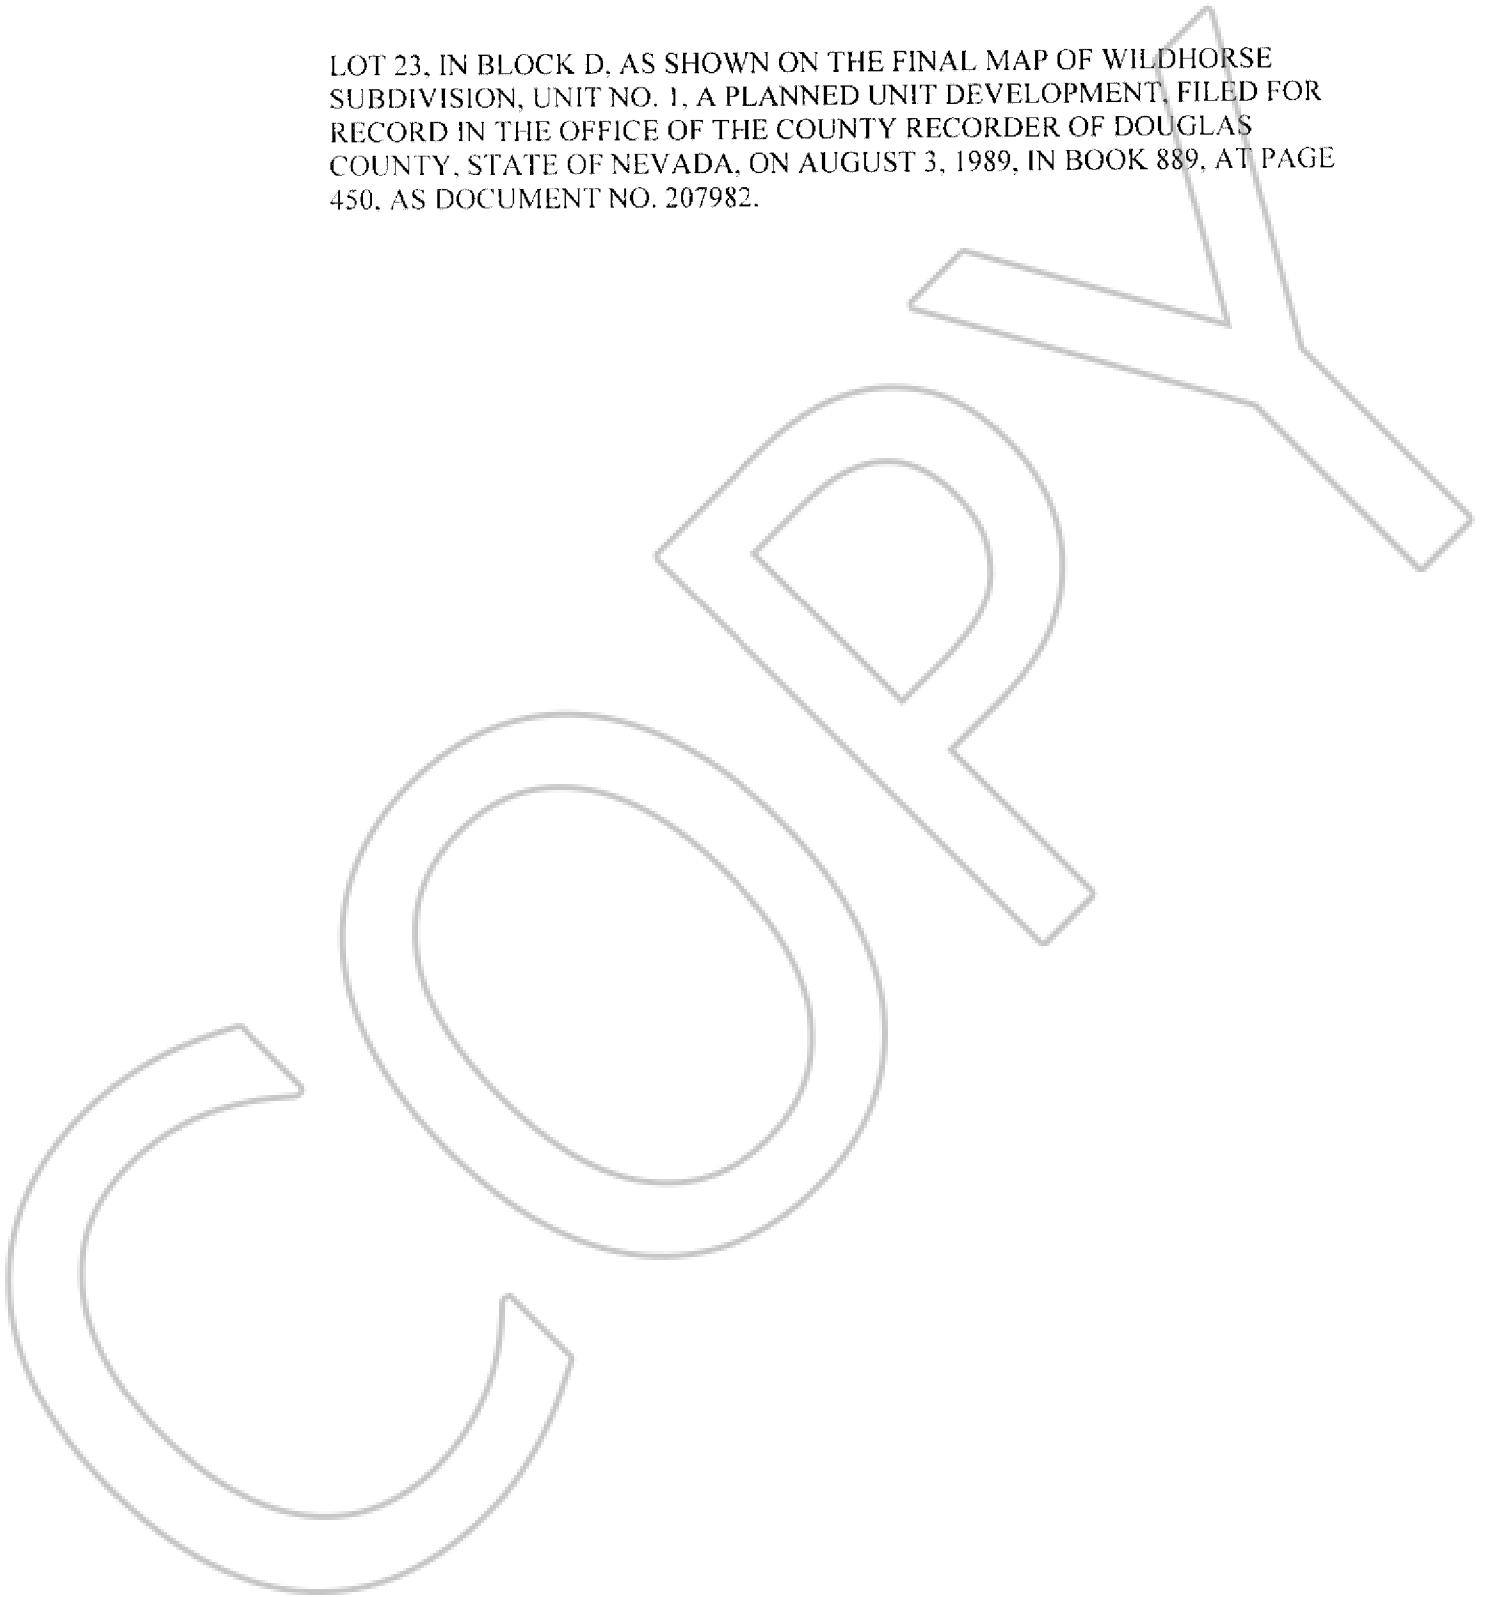 LOT 23, IN BLOCK D, AS SHOWN ON THE FINAL MAP OF WILDHORSE
SUBDIVISION, UNIT NO. 1, A PLANNED UNIT DEVELOPMENT, FILED FOR
RECORD IN THE OFFICE OF THE COUNTY RECORDER OF DOUGLAS
COUNTY, STATE OF NEVADA, ON AUGUST 3, 1989, IN BOOK 889, AT PAGE
450, AS DOCUMENT NO. 207982.
COPY